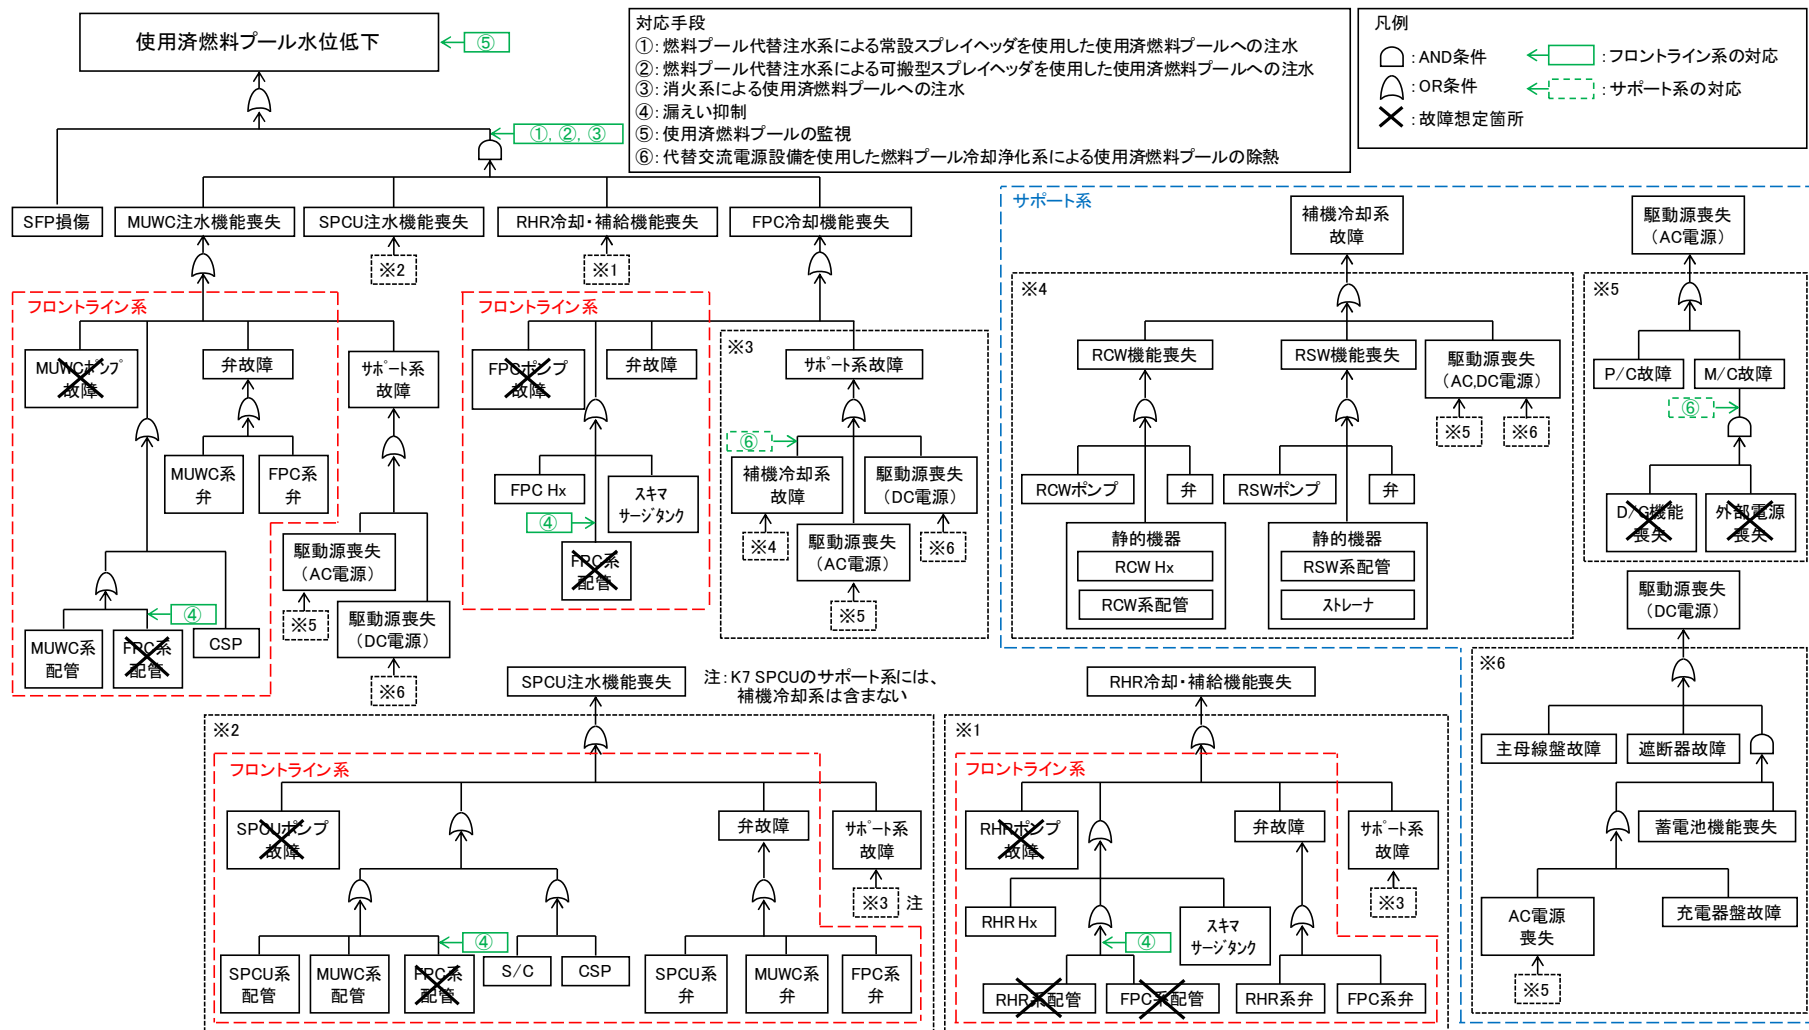 使用済燃料プール水位低下
⑤
対応手段
①：燃料プール代替注水系による常設スプレイヘッダを使用した使用済燃料プールへの注水
②：燃料プール代替注水系による可搬型スプレイヘッダを使用した使用済燃料プールへの注水
③：消火系による使用済燃料プールへの注水
④：漏えい抑制
⑤：使用済燃料プールの監視
⑥：代替交流電源設備を使用した燃料プール冷却浄化系による使用済燃料プールの除熱
凡例
：AND条件
：フロントライン系の対応
：OR条件
：サポート系の対応
：故障想定箇所
①, ②, ③
SFP損傷
MUWC注水機能喪失
SPCU注水機能喪失
RHR冷却・補給機能喪失
FPC冷却機能喪失
※2
※1
フロントライン系
MUWCポンプ
故障
弁故障
サポート系
故障
MUWC系
弁
FPC系
弁
駆動源喪失
（AC電源）
※5
駆動源喪失
（DC電源）
※6
④
MUWC系
配管
FPC系
配管
CSP
フロントライン系
FPCポンプ
故障
弁故障
FPC Hx
スキマ
サージタンク
④
FPC系
配管
※3
サポート系故障
⑥
補機冷却系
故障
駆動源喪失
（DC電源）
※4
※6
駆動源喪失
（AC電源）
※5
サポート系
補機冷却系
故障
※4
RCW機能喪失
RSW機能喪失
駆動源喪失
（AC,DC電源）
※5
※6
RCWポンプ
弁
RSWポンプ
弁
静的機器
RCW Hx
RCW系配管
静的機器
RSW系配管
ストレーナ
駆動源喪失
（AC電源）
※5
P/C故障
M/C故障
⑥
D/G機能
喪失
外部電源
喪失
駆動源喪失
（DC電源）
※6
主母線盤故障
遮断器故障
蓄電池機能喪失
AC電源
喪失
充電器盤故障
※5
SPCU注水機能喪失
注：K7 SPCUのサポート系には、
補機冷却系は含まない
※2
フロントライン系
SPCUポンプ
故障
弁故障
サポート系
故障
※3
注
④
SPCU系
配管
MUWC系
配管
FPC系
配管
S/C
CSP
SPCU系
弁
MUWC系
弁
FPC系
弁
RHR冷却・補給機能喪失
※1
フロントライン系
RHRポンプ
故障
弁故障
サポート系
故障
※3
RHR Hx
スキマ
サージタンク
④
RHR系配管
FPC系配管
RHR系弁
FPC系弁